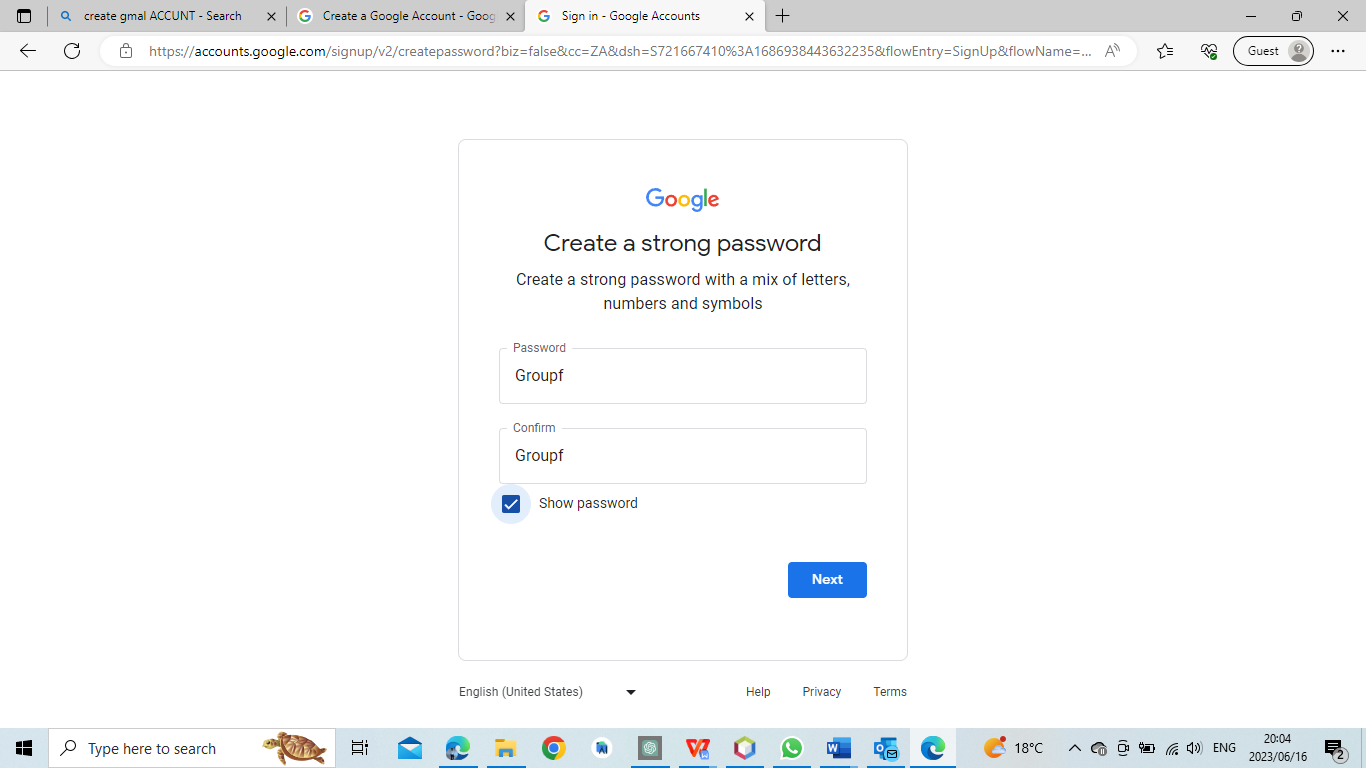 create gmal ACCUNT - Search
Create a Google Account - Goog
Sign in - Google Accounts
https://accounts.google.com/signup/v2/createpassword?biz=false&cc=ZA&dsh=S721667410%3A1686938443632235&flowEntry=SignUp&flowName=...
Guest
Google
Create a strong password
Create a strong password with a mix of letters,
numbers and symbols
Password
Groupf
Confirm
Groupf
Show password
Next
English (United States)
Help
Privacy
Terms
Type here to search
18°C
ENG
20:04
2023/06/16
2